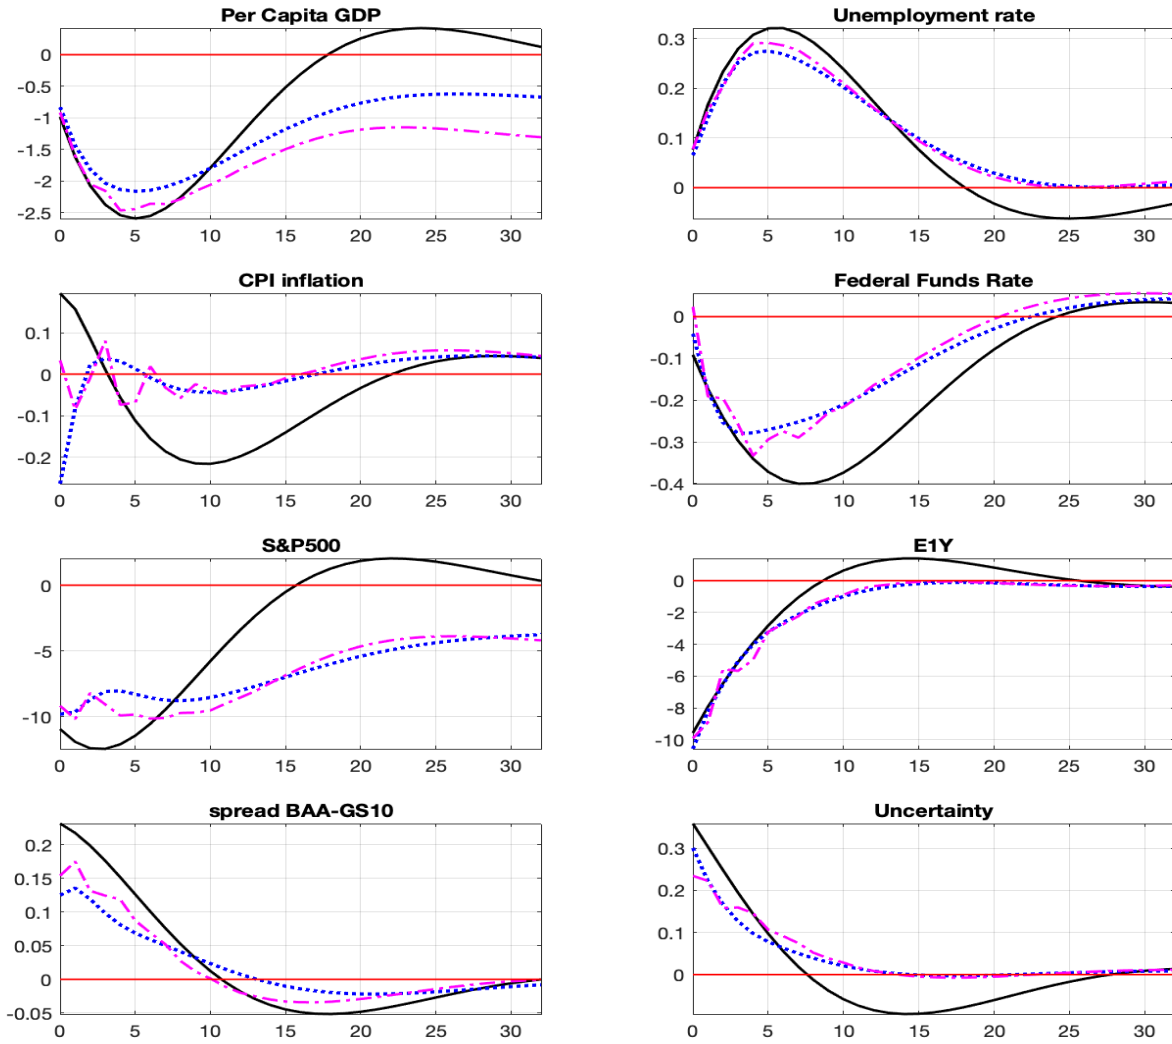 Per Capita GDP
0
-0.5
-1
-1.5
-2
-2.5
0 5 10 15 20 25 30
Unemployment rate
0.3
0.2
0.1
0
0 5 10 15 20 25 30
CPI inflation
0.1
0
-0.1
-0.2
0 5 10 15 20 25 30
Federal Funds Rate
0
-0.1
-0.2
-0.3
-0.4
0 5 10 15 20 25 30
S&P500
0
-5
-10
0 5 10 15 20 25 30
E1Y
0
-2
-4
-6
-8
-10
0 5 10 15 20 25 30
spread BAA-GS10
0.2
0.15
0.1
0.05
0
-0.05
0 5 10 15 20 25 30
Uncertainty
0.3
0.2
0.1
0
0 5 10 15 20 25 30